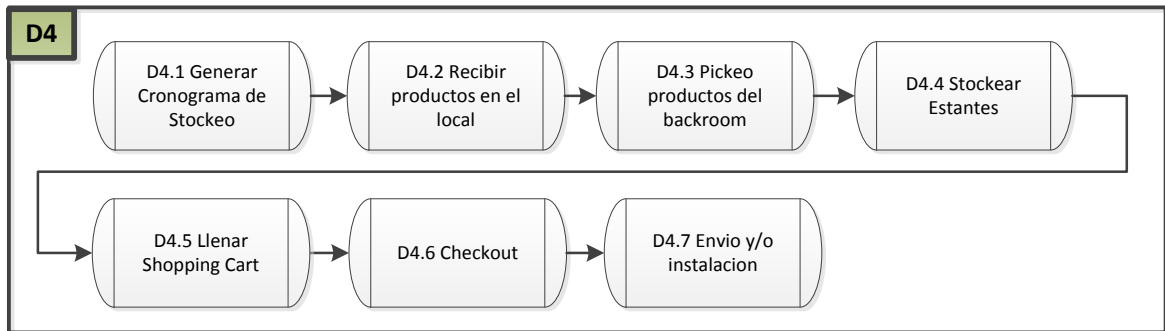 D4
D4.1 Generar
Cronograma de
Stockeo
D4.2 Recibir
productos en el
local
D4.3 Pickeo
productos del
backroom
D4.4 Stockear
Estantes
D4.5 Llenar
Shopping Cart
D4.6 Checkout
D4.7 Envio y/o
instalacion